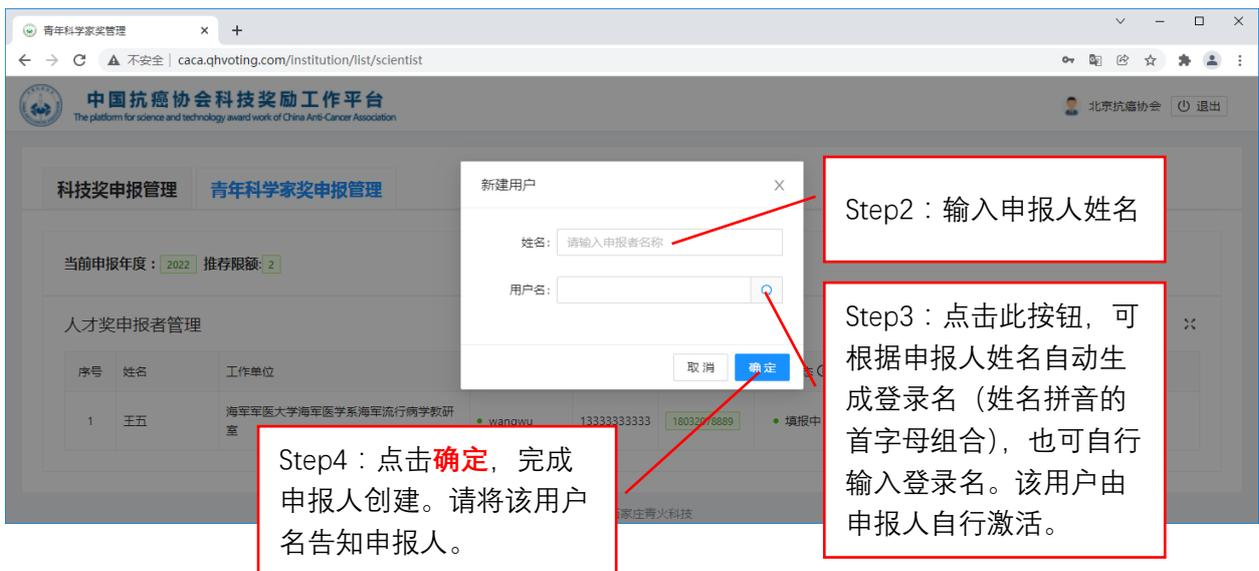 青年科学家奖管理
不安全 | caca.qhvoting.com/institution/list/scientist
中国抗癌协会科技奖励工作平台
The platform for science and technology award work of China Anti-Cancer Association
北京抗癌协会 退出
科技奖申报管理 青年科学家奖申报管理
新建用户
姓名: 请输入申报者名称
用户名:
取 消 确 定
Step2：输入申报人姓名
当前申报年度： 2022 推荐限额: 2
人才奖申报者管理
Step3：点击此按钮，可
根据申报人姓名自动生
成登录名（姓名拼音的
首字母组合），也可自行
输入登录名。该用户由
申报人自行激活。
序号 姓名 工作单位
1 王五 海军军医大学海军医学系海军流行病学教研
室
wangwu 13333333333 填报中
Step4：点击确定，完成
申报人创建。请将该用户
名告知申报人。
家庄青火科技